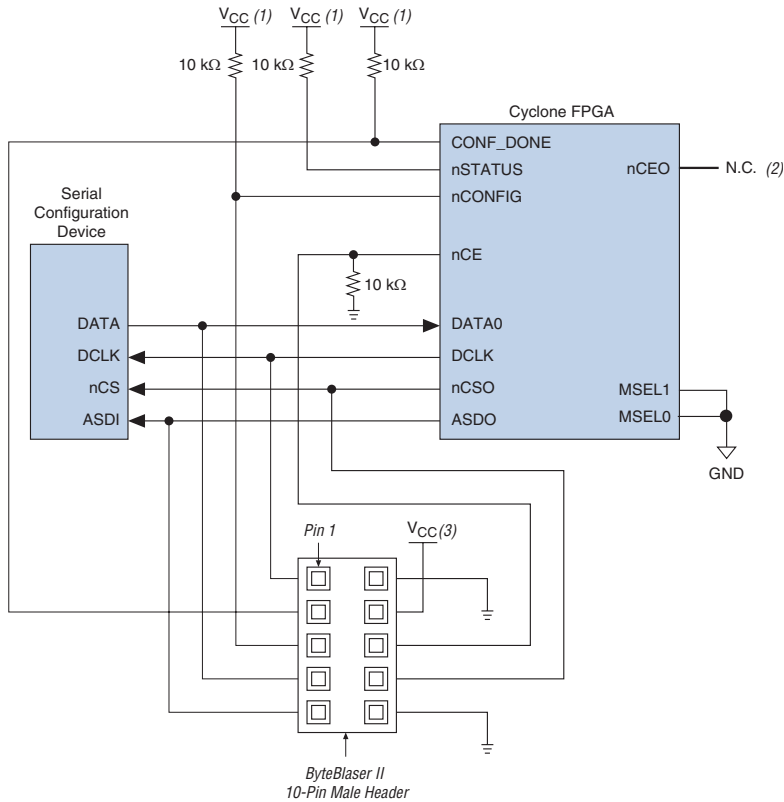 VCC (1) VCC (1) VCC (1)
10 kΩ 10 kΩ 10 kΩ
Cyclone FPGA
CONF_DONE
nSTATUS
nCEO
N.C. (2)
nCONFIG
Serial
Configuration
Device
nCE
10 kΩ
DATA
DATA0
DCLK
DCLK
nCS
nCSO
MSEL1
ASDI
ASDO
MSEL0
GND
Pin 1
VCC(3)
ByteBlaser II
10-Pin Male Header